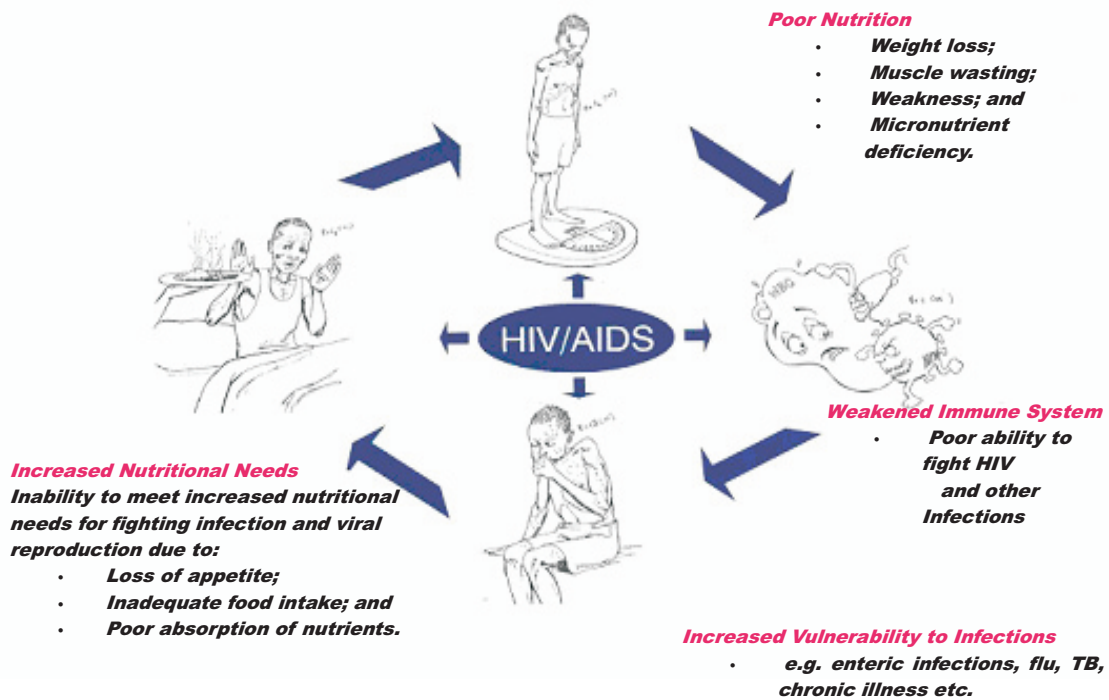 Poor Nutrition
• Weight loss;
• Muscle wasting;
• Weakness; and
• Micronutrient
deficiency.
WBC
HIV/AIDS
Weakened Immune System
• Poor ability to
fight HIV
and other
Infections
Increased Nutritional Needs
Inability to meet increased nutritional
needs for fighting infection and viral
reproduction due to:
• Loss of appetite;
• Inadequate food intake; and
• Poor absorption of nutrients.
Increased Vulnerability to Infections
• e.g. enteric infections, flu, TB,
chronic illness etc.